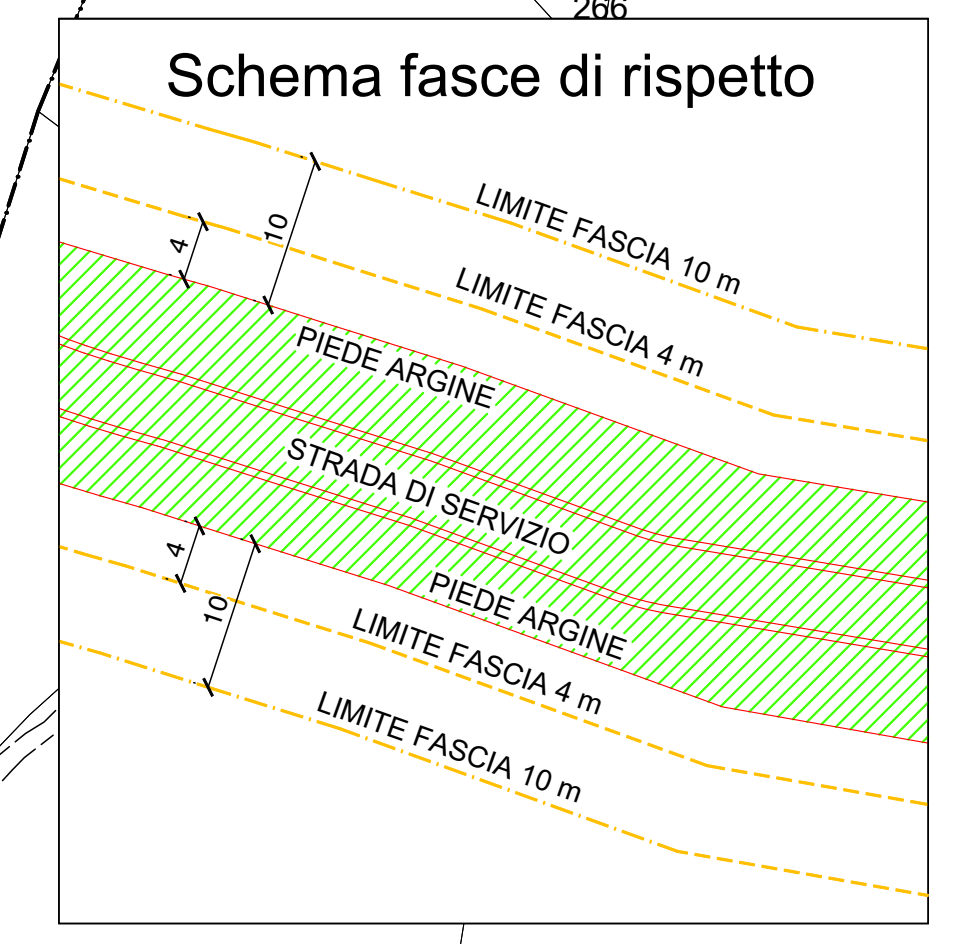 266
Schema fasce di rispetto
LIMITE FASCIA 10 m
10
4
LIMITE FASCIA 4 m
PIEDE ARGINE
STRADA DI SERVIZIO
4
10
PIEDE ARGINE
LIMITE FASCIA 4 m
LIMITE FASCIA 10 m